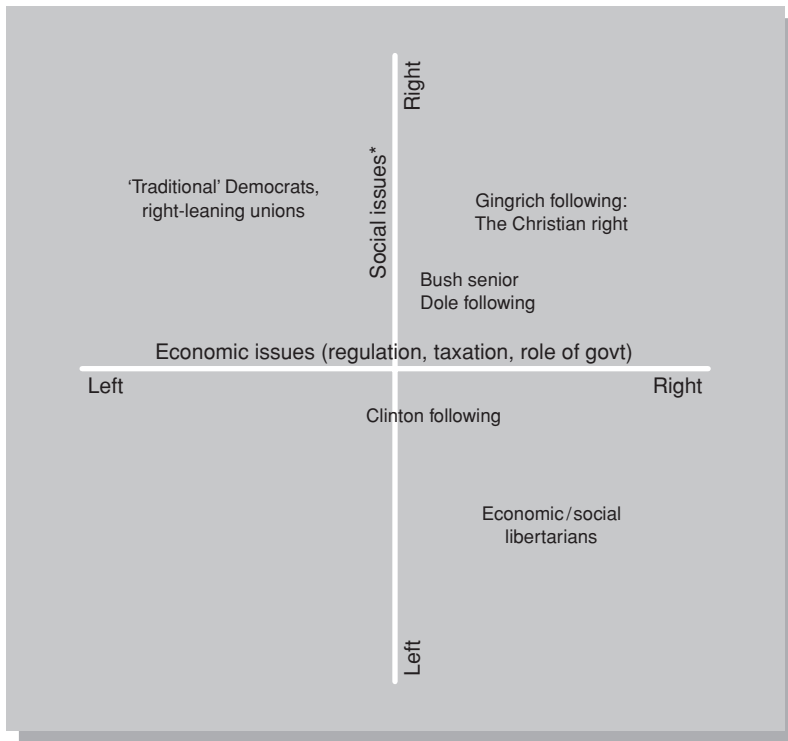 Right
Social issues*
‘Traditional’ Democrats,
right-leaning unions
Gingrich following:
The Christian right
Bush senior
Dole following
Economic issues (regulation, taxation, role of govt)
Left
Right
Clinton following
Economic/social
libertarians
Left